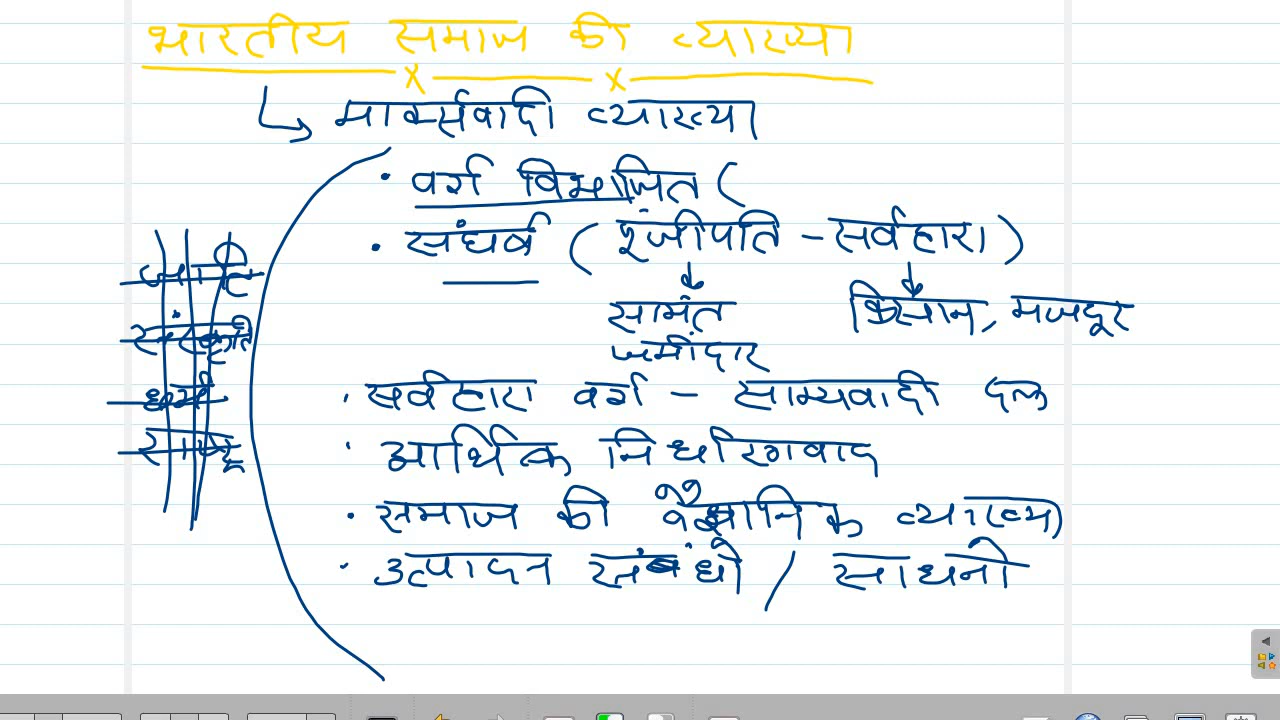 भारतीय समाज की व्याख्या
मार्क्सवादी व्याख्या
• वर्ग विभाजित (
• संघर्ष ( पूंजीपति - सर्वहारा )
सामंत किसान, मजदूर
जमींदार
जाति
संस्कृति
धर्म
राष्ट्र
• सर्वहारा वर्ग - साम्यवादी दल
• आर्थिक निर्धारणवाद
• समाज की वैज्ञानिक व्याख्या
• उत्पादन संबंधों / साधनों